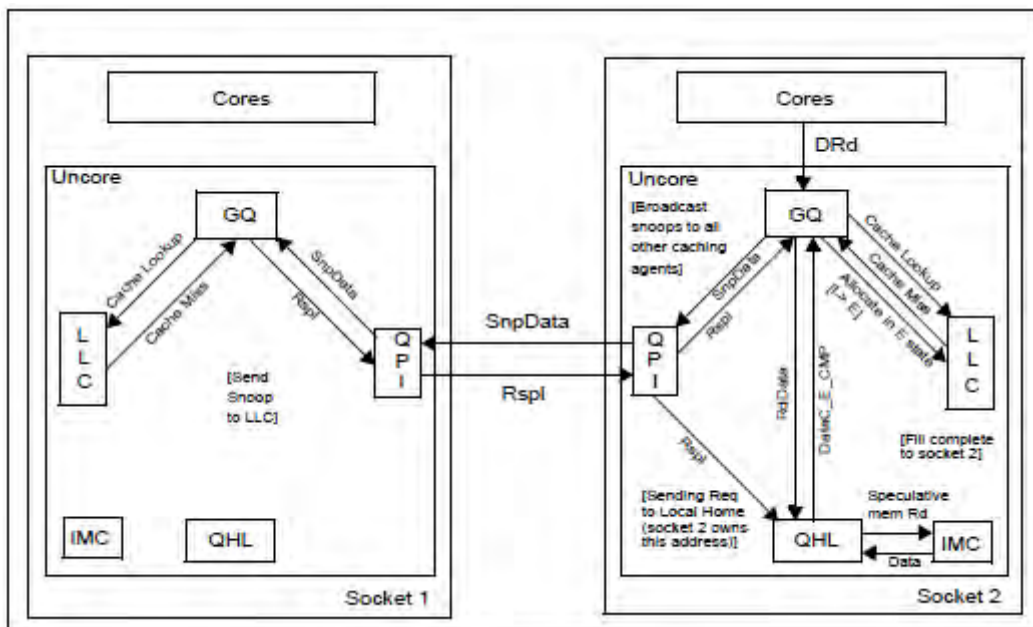 Cores
Uncore
GQ
Cache Lookup
Cache Miss
SnpData
RspI
L
L
C
Q
P
I
[Send
Snoop
to LLC]
IMC
QHL
Socket 1
SnpData
RspI
Cores
DRd
Uncore
GQ
[Broadcast
snoops to all
other caching
agents]
SnpData
RspI
Cache Lookup
Cache Miss
Allocate in E state
[I-> E]
Q
P
I
L
L
C
RspI
RdData
DataC_E_CMP
[Fill complete
to socket 2]
[Sending Req
to Local Home
(socket 2 owns
this address)]
Speculative
mem Rd
QHL
IMC
Data
Socket 2